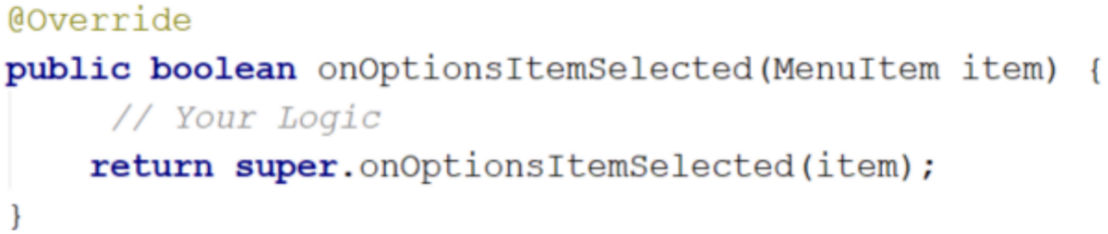 @Override
public boolean onOptionsItemSelected(MenuItem item) {
// Your Logic
return super.onOptionsItemSelected(item);
}